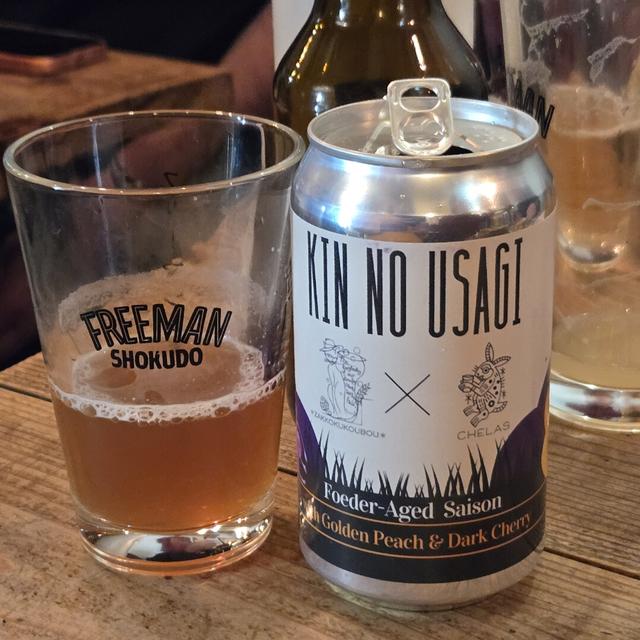 FREEMAN
SHOKUDO
KIN NO USAGI
×
CHELAS
Foeder-Aged Saison
Golden Peach & Dark Cherry